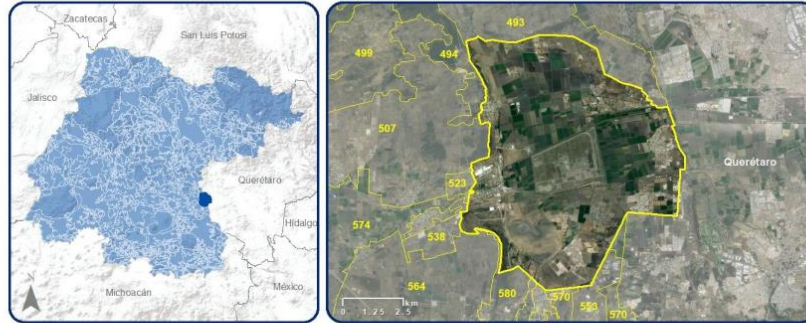 Zacatecas
San Luis Potosí
Jalisco
Querétaro
Hidalgo
México
Michoacán
N
493
499
494
507
Querétaro
523
574
538
564
580
570
553
570
0 1.25 2.5 km